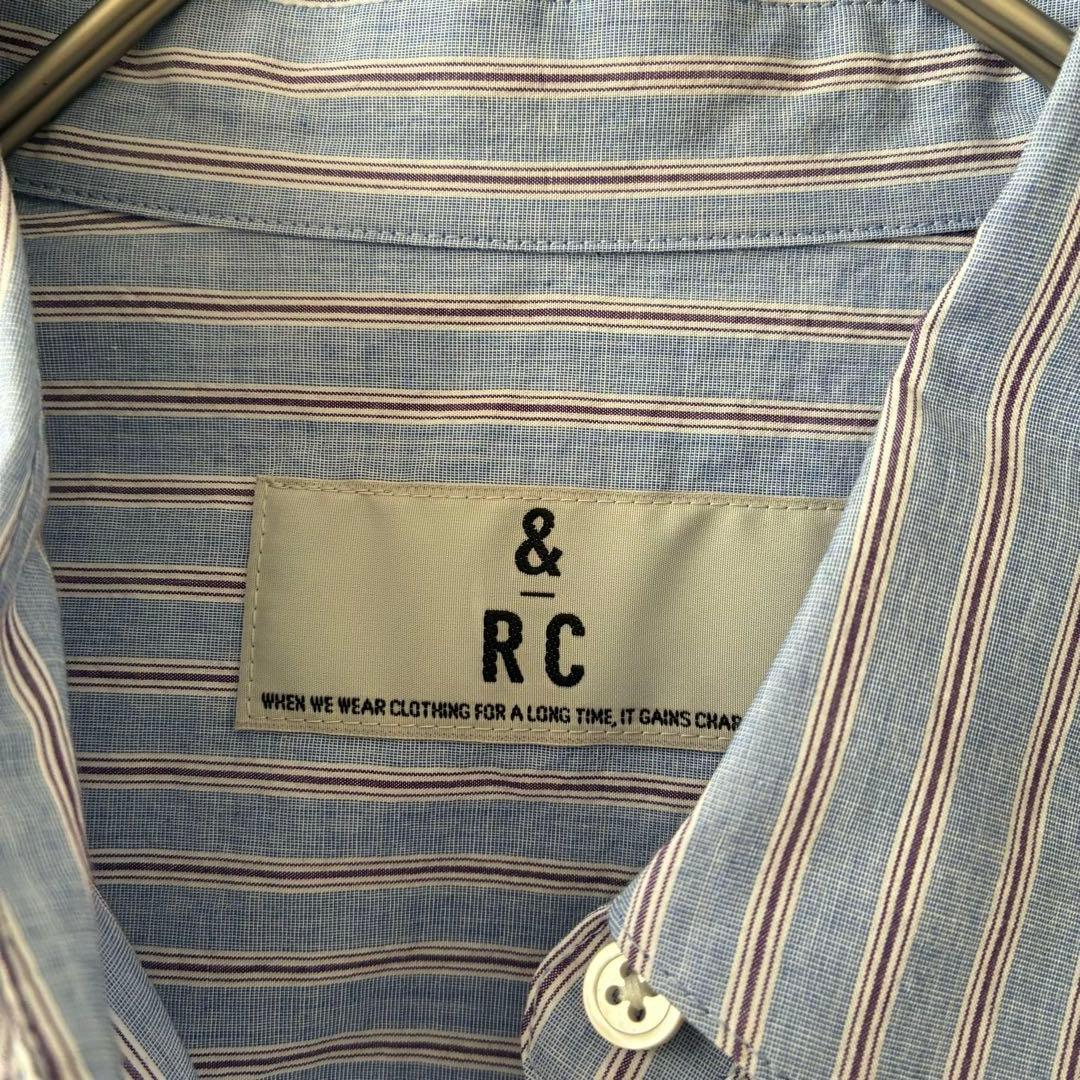 &
RC
WHEN WE WEAR CLOTHING FOR A LONG TIME, IT GAINS